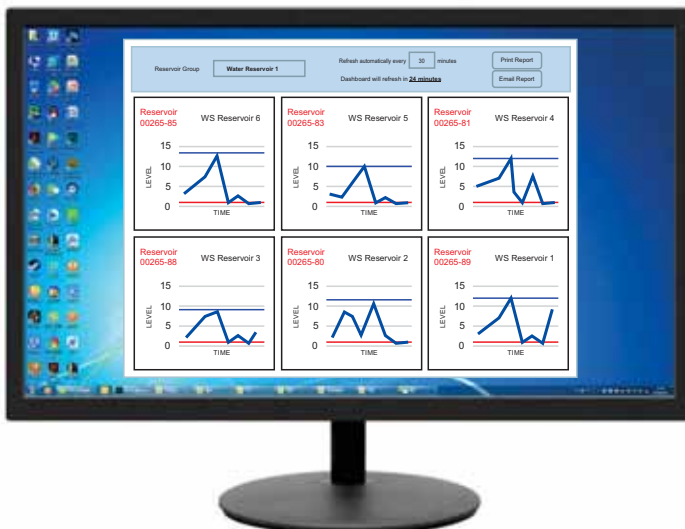 Reservoir Group
Water Reservoir 1
Refresh automatically every 30 minutes
Dashboard will refresh in 24 minutes
Print Report
Email Report
Reservoir
00265-85
WS Reservoir 6
15
10
5
0
LEVEL
TIME
Reservoir
00265-83
WS Reservoir 5
15
10
5
0
LEVEL
TIME
Reservoir
00265-81
WS Reservoir 4
15
10
5
0
LEVEL
TIME
Reservoir
00265-88
WS Reservoir 3
15
10
5
0
LEVEL
TIME
Reservoir
00265-80
WS Reservoir 2
15
10
5
0
LEVEL
TIME
Reservoir
00265-89
WS Reservoir 1
15
10
5
0
LEVEL
TIME